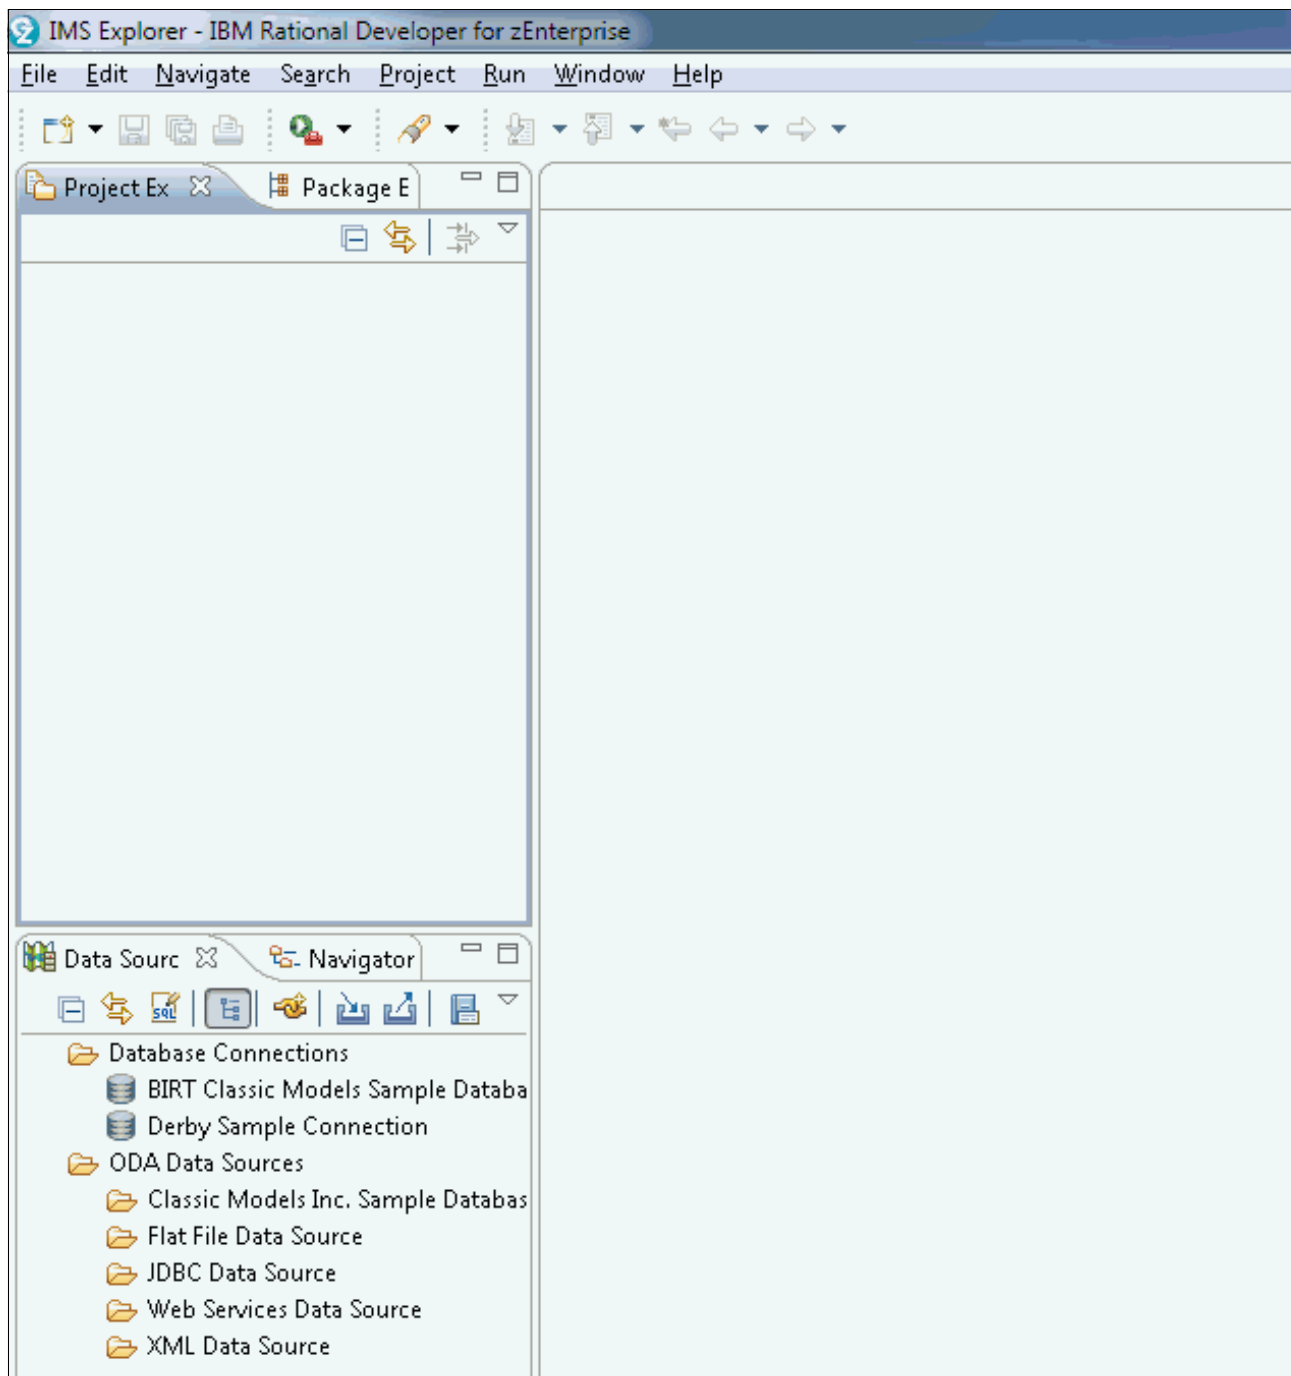 IMS Explorer - IBM Rational Developer for zEnterprise
File Edit Navigate Search Project Run Window Help
Project Ex Package E
Data Sourc Navigator
SQL
Database Connections
BIRT Classic Models Sample Databa
Derby Sample Connection
ODA Data Sources
Classic Models Inc. Sample Databas
Flat File Data Source
JDBC Data Source
Web Services Data Source
XML Data Source